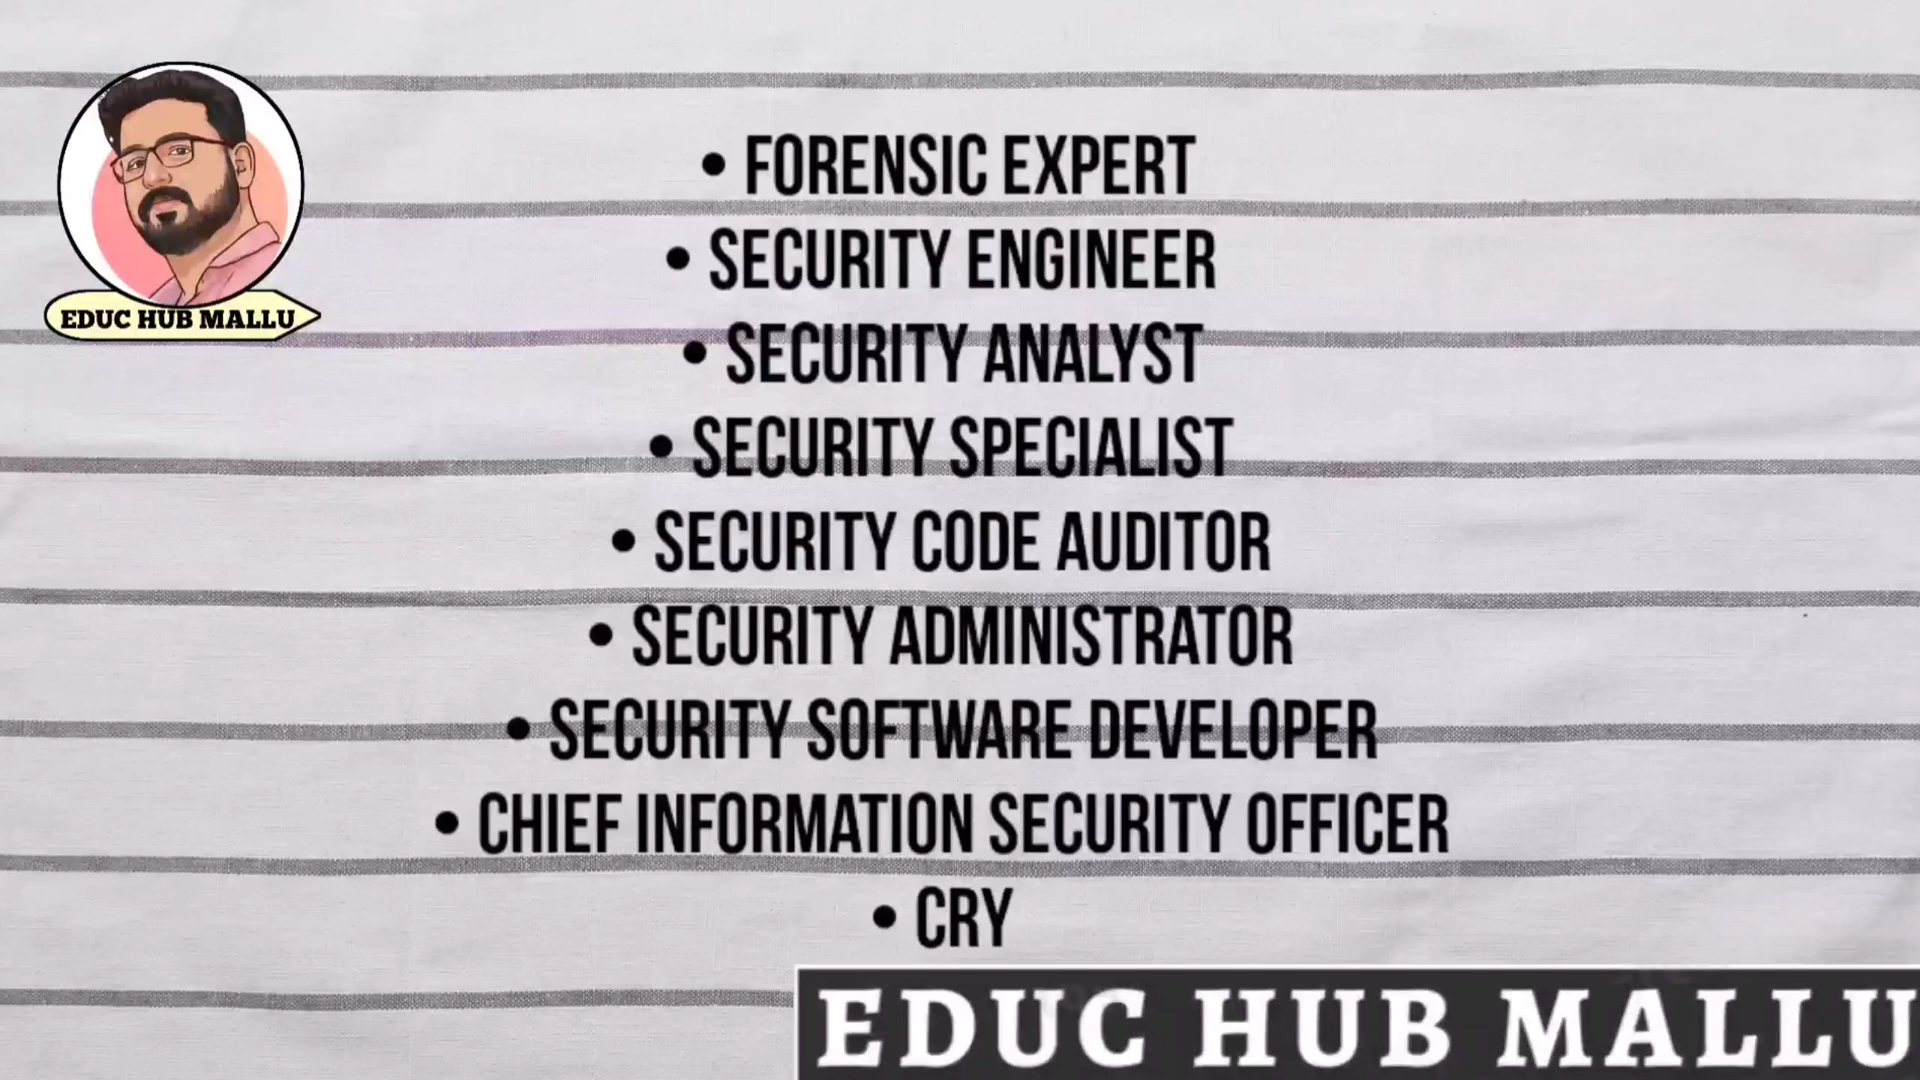 • FORENSIC EXPERT
• SECURITY ENGINEER
• SECURITY ANALYST
• SECURITY SPECIALIST
• SECURITY CODE AUDITOR
• SECURITY ADMINISTRATOR
• SECURITY SOFTWARE DEVELOPER
• CHIEF INFORMATION SECURITY OFFICER
• CRY
EDUC HUB MALLU
EDUC HUB MALLU